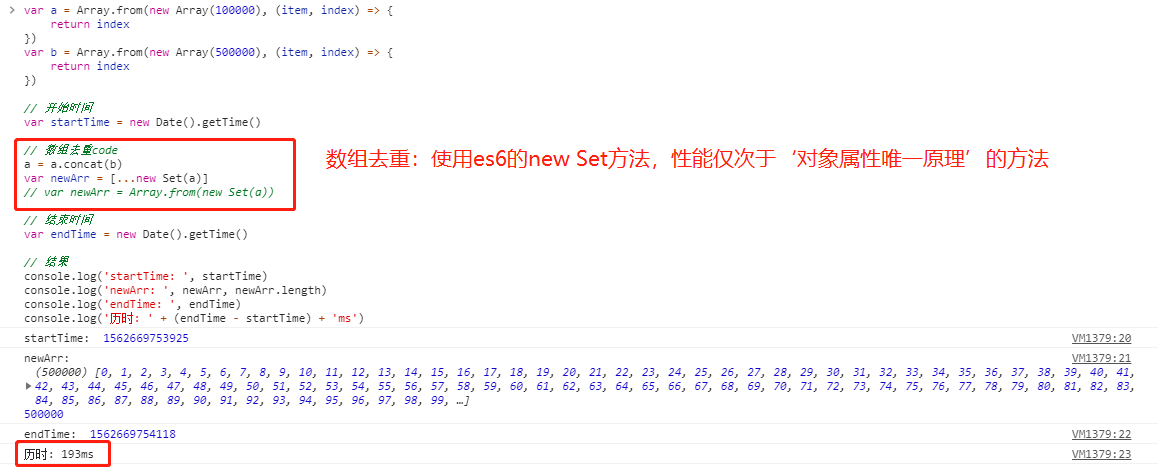 var a = Array.from(new Array(100000), (item, index) => {
return index
})
var b = Array.from(new Array(500000), (item, index) => {
return index
})
// 开始时间
var startTime = new Date().getTime()
// 数组去重code
a = a.concat(b)
var newArr = [...new Set(a)]
// var newArr = Array.from(new Set(a))
数组去重：使用es6的new Set方法，性能仅次于‘对象属性唯一原理’的方法
// 结束时间
var endTime = new Date().getTime()
// 结果
console.log('startTime: ', startTime)
console.log('newArr: ', newArr, newArr.length)
console.log('endTime: ', endTime)
console.log('历时: ' + (endTime - startTime) + 'ms')
startTime: 1562669753925 VM1379:20
newArr: VM1379:21
(500000) [0, 1, 2, 3, 4, 5, 6, 7, 8, 9, 10, 11, 12, 13, 14, 15, 16, 17, 18, 19, 20, 21, 22, 23, 24, 25, 26, 27, 28, 29, 30, 31, 32, 33, 34, 35, 36, 37, 38, 39, 40, 41,
42, 43, 44, 45, 46, 47, 48, 49, 50, 51, 52, 53, 54, 55, 56, 57, 58, 59, 60, 61, 62, 63, 64, 65, 66, 67, 68, 69, 70, 71, 72, 73, 74, 75, 76, 77, 78, 79, 80, 81, 82, 83,
84, 85, 86, 87, 88, 89, 90, 91, 92, 93, 94, 95, 96, 97, 98, 99, …]
500000
endTime: 1562669754118 VM1379:22
历时: 193ms VM1379:23